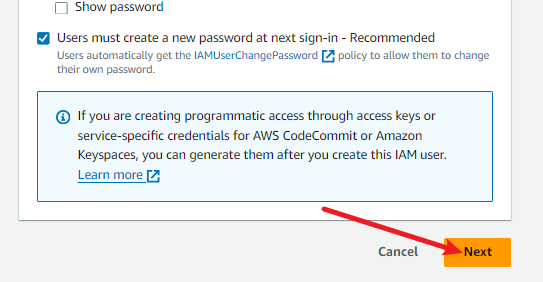 Show password
Users must create a new password at next sign-in - Recommended
Users automatically get the IAMUserChangePassword policy to allow them to change
their own password.
If you are creating programmatic access through access keys or
service-specific credentials for AWS CodeCommit or Amazon
Keyspaces, you can generate them after you create this IAM user.
Learn more
Cancel
Next